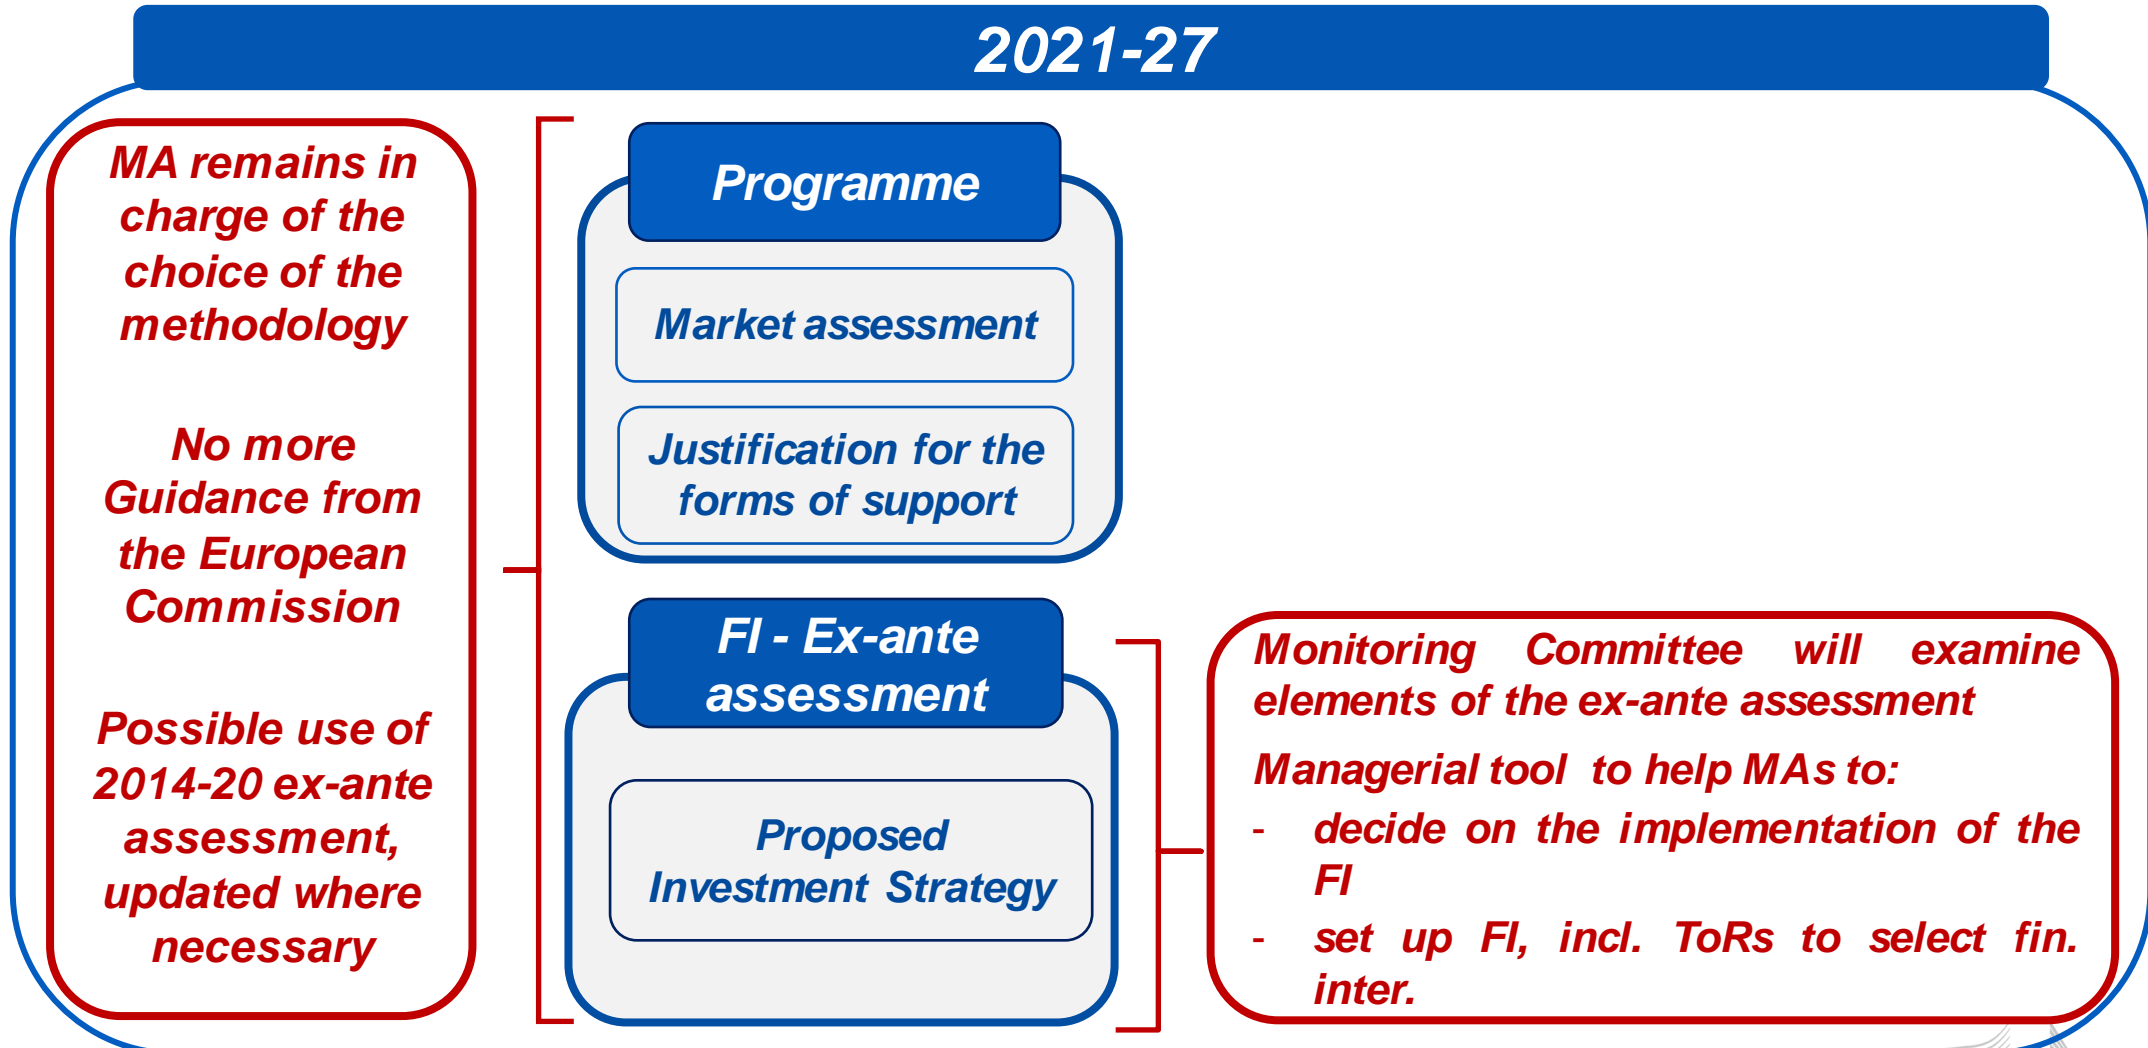 2021-27
MA remains in
charge of the
choice of the
methodology
No more
Guidance from
the European
Commission
Possible use of
2014-20 ex-ante
assessment,
updated where
necessary
Programme
Market assessment
Justification for the
forms of support
FI - Ex-ante
assessment
Proposed
Investment Strategy
Monitoring Committee will examine
elements of the ex-ante assessment
Managerial tool to help MAs to:
- decide on the implementation of the
FI
- set up FI, incl. ToRs to select fin.
inter.